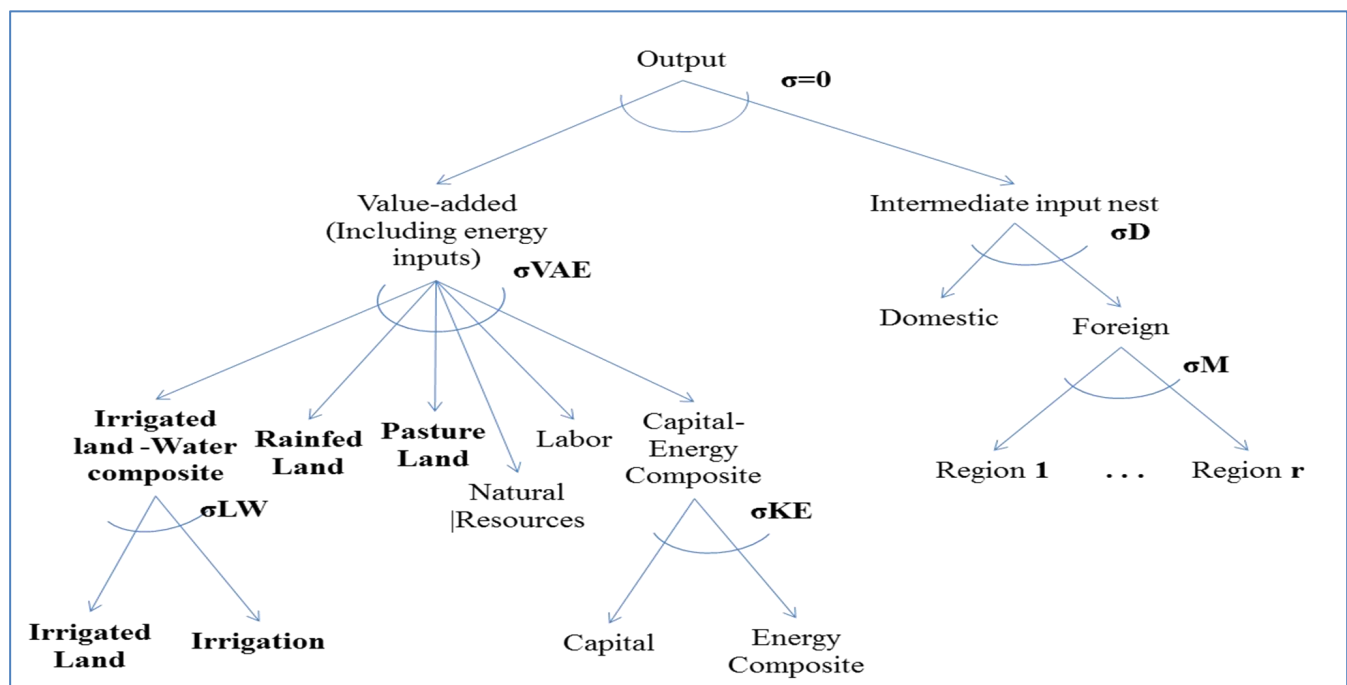 Output
σ=0
Value-added
(Including energy
inputs)
σVAE
Intermediate input nest
σD
Domestic
Foreign
σM
Irrigated
land -Water
composite
Rainfed
Land
Pasture
Land
Natural
|Resources
Labor
Capital-
Energy
Composite
Region 1
...
Region r
σLW
σKE
Irrigated
Land
Irrigation
Capital
Energy
Composite